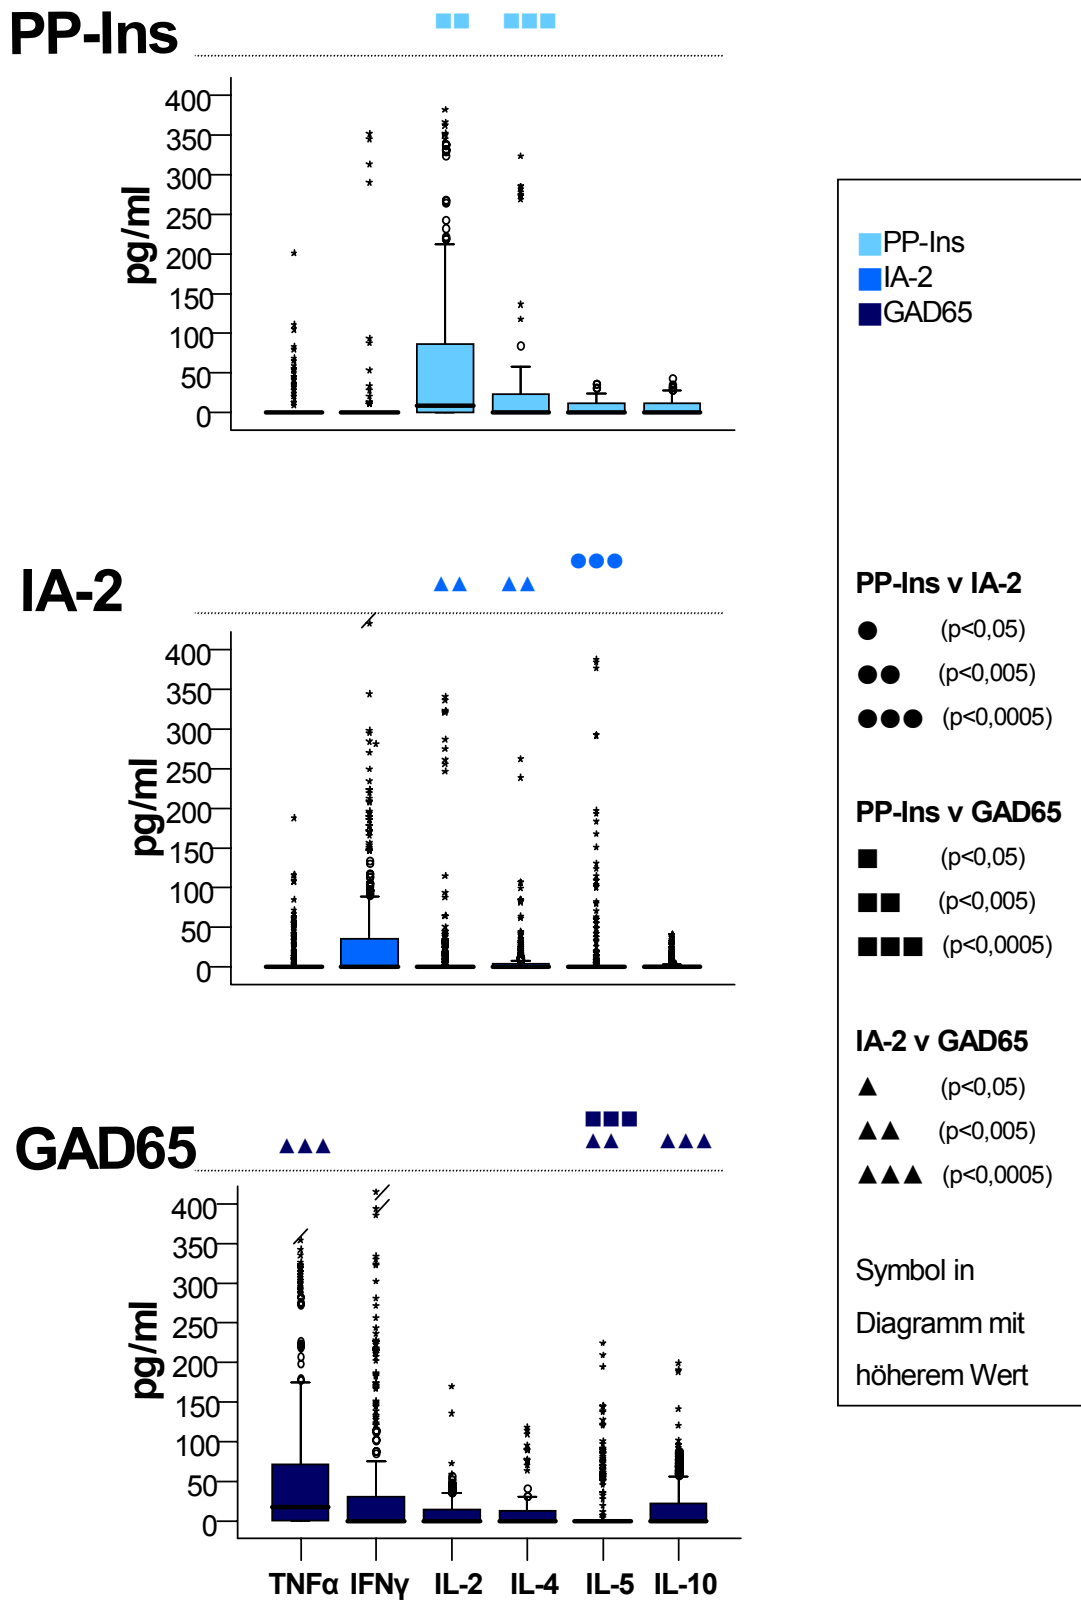 PP-Ins
400
350
300
250
200
150
100
50
0
pg/ml
IA-2
400
350
300
250
200
150
100
50
0
pg/ml
GAD65
400
350
300
250
200
150
100
50
0
pg/ml
TNFα IFNγ IL-2 IL-4 IL-5 IL-10
PP-Ins
IA-2
GAD65
PP-Ins v IA-2
(p<0,05)
(p<0,005)
(p<0,0005)
PP-Ins v GAD65
(p<0,05)
(p<0,005)
(p<0,0005)
IA-2 v GAD65
(p<0,05)
(p<0,005)
(p<0,0005)
Symbol in
Diagramm mit
höherem Wert